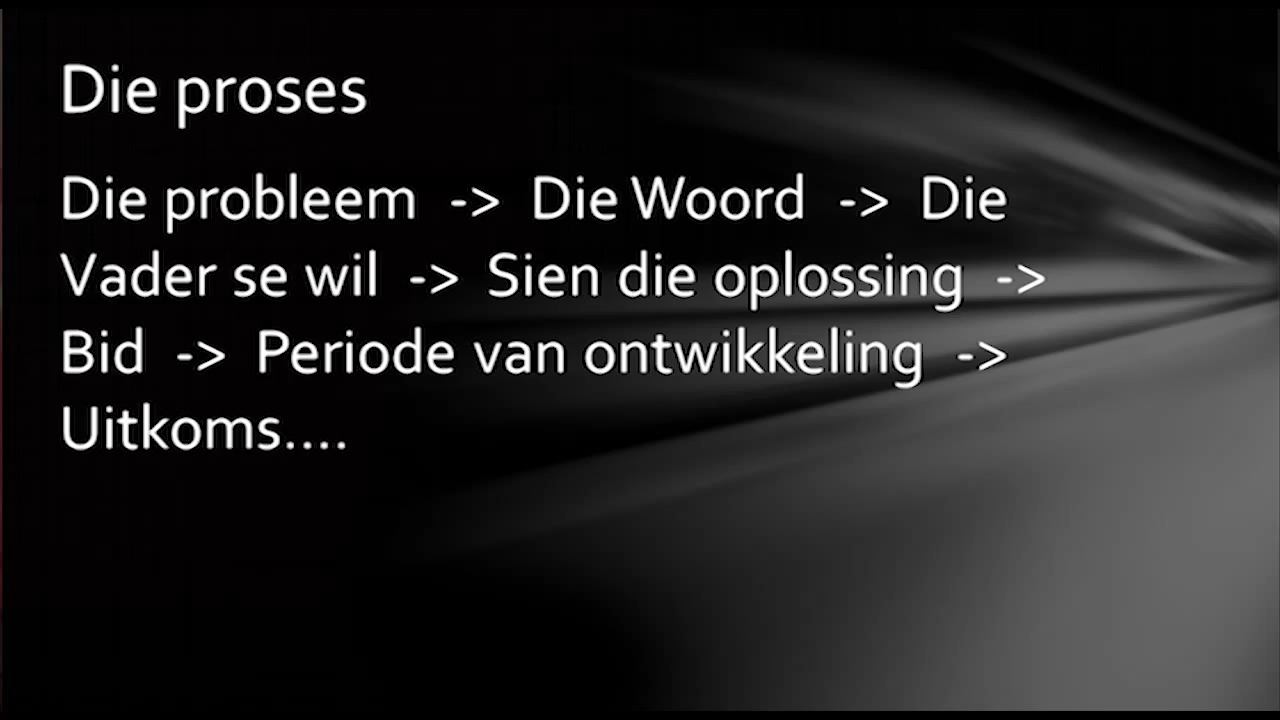 Die proses
Die probleem -> Die Woord -> Die
Vader se wil -> Sien die oplossing ->
Bid -> Periode van ontwikkeling ->
Uitkoms....